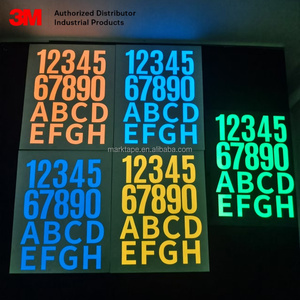 3M
Authorized Distributor
Industrial Products
12345
67890
ABCD
EFGH
12345
67890
ABCD
EFGH
12345
67890
ABCD
EFGH
12345
67890
ABCD
EFGH
12345
67890
ABCD
EFGH
marktape.en.alibaba.com